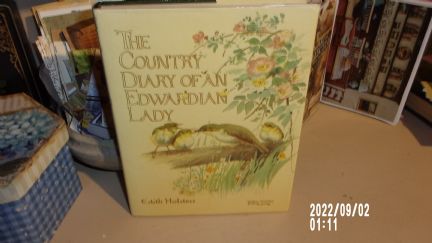 THE
COUNTRY
DIARY OF AN
EDWARDIAN
LADY
Edith Holden
2022/09/02
01:11